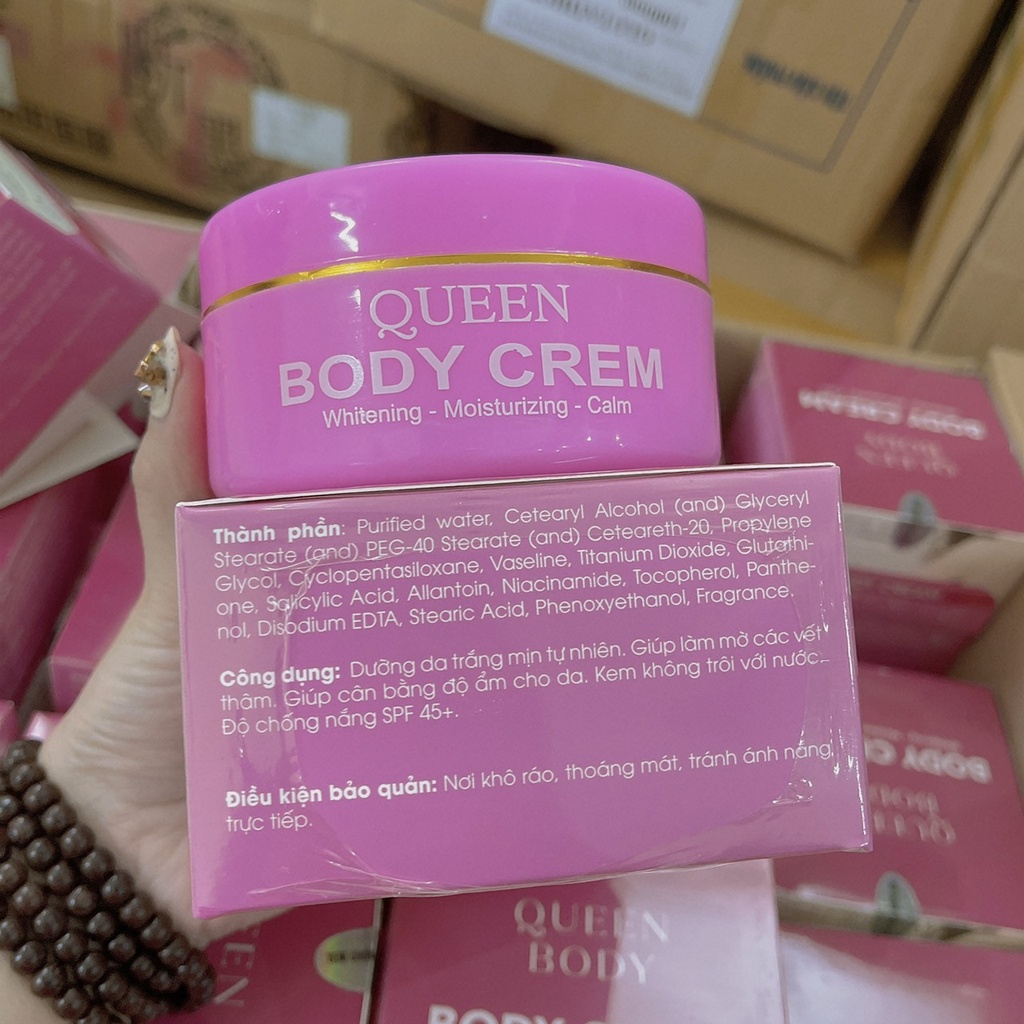 QUEEN
BODY CREM
Whitening - Moisturizing - Calm
Thành phần: Purified water, Cetearyl Alcohol (and) Glyceryl
Stearate (and) PEG-40 Stearate (and) Ceteareth-20, Propylene
Glycol, Cyclopentasiloxane, Vaseline, Titanium Dioxide, Glutathi-
one, Salicylic Acid, Allantoin, Niacinamide, Tocopherol, Panthe-
nol, Disodium EDTA, Stearic Acid, Phenoxyethanol, Fragrance.
Công dụng: Dưỡng da trắng mịn tự nhiên. Giúp làm mờ các vết
thâm. Giúp cân bằng độ ẩm cho da. Kem không trôi với nước.
Độ chống nắng SPF 45+.
Điều kiện bảo quản: Nơi khô ráo, thoáng mát, tránh ánh nắng
trực tiếp.
BODY CREAM
QUEEN
BODY